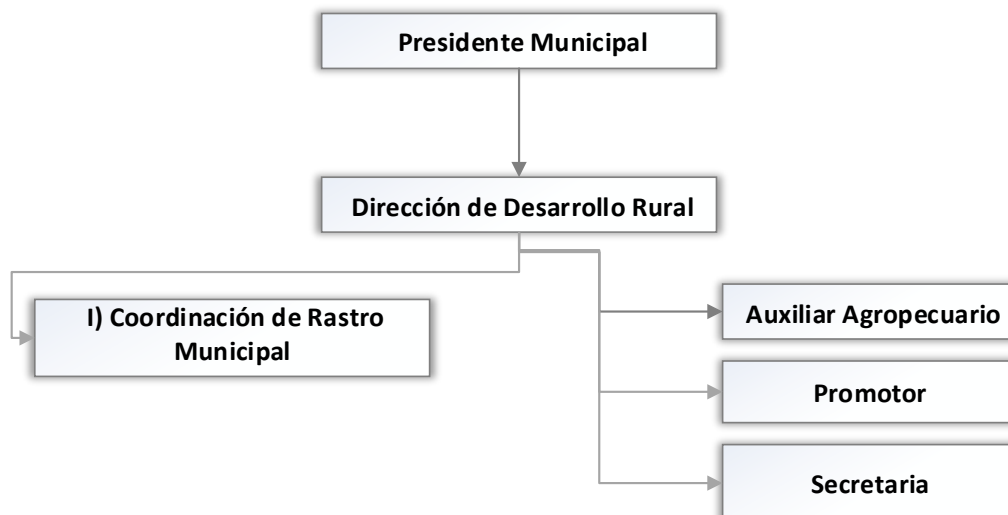 Presidente Municipal
Dirección de Desarrollo Rural
I) Coordinación de Rastro
Municipal
Auxiliar Agropecuario
Promotor
Secretaria